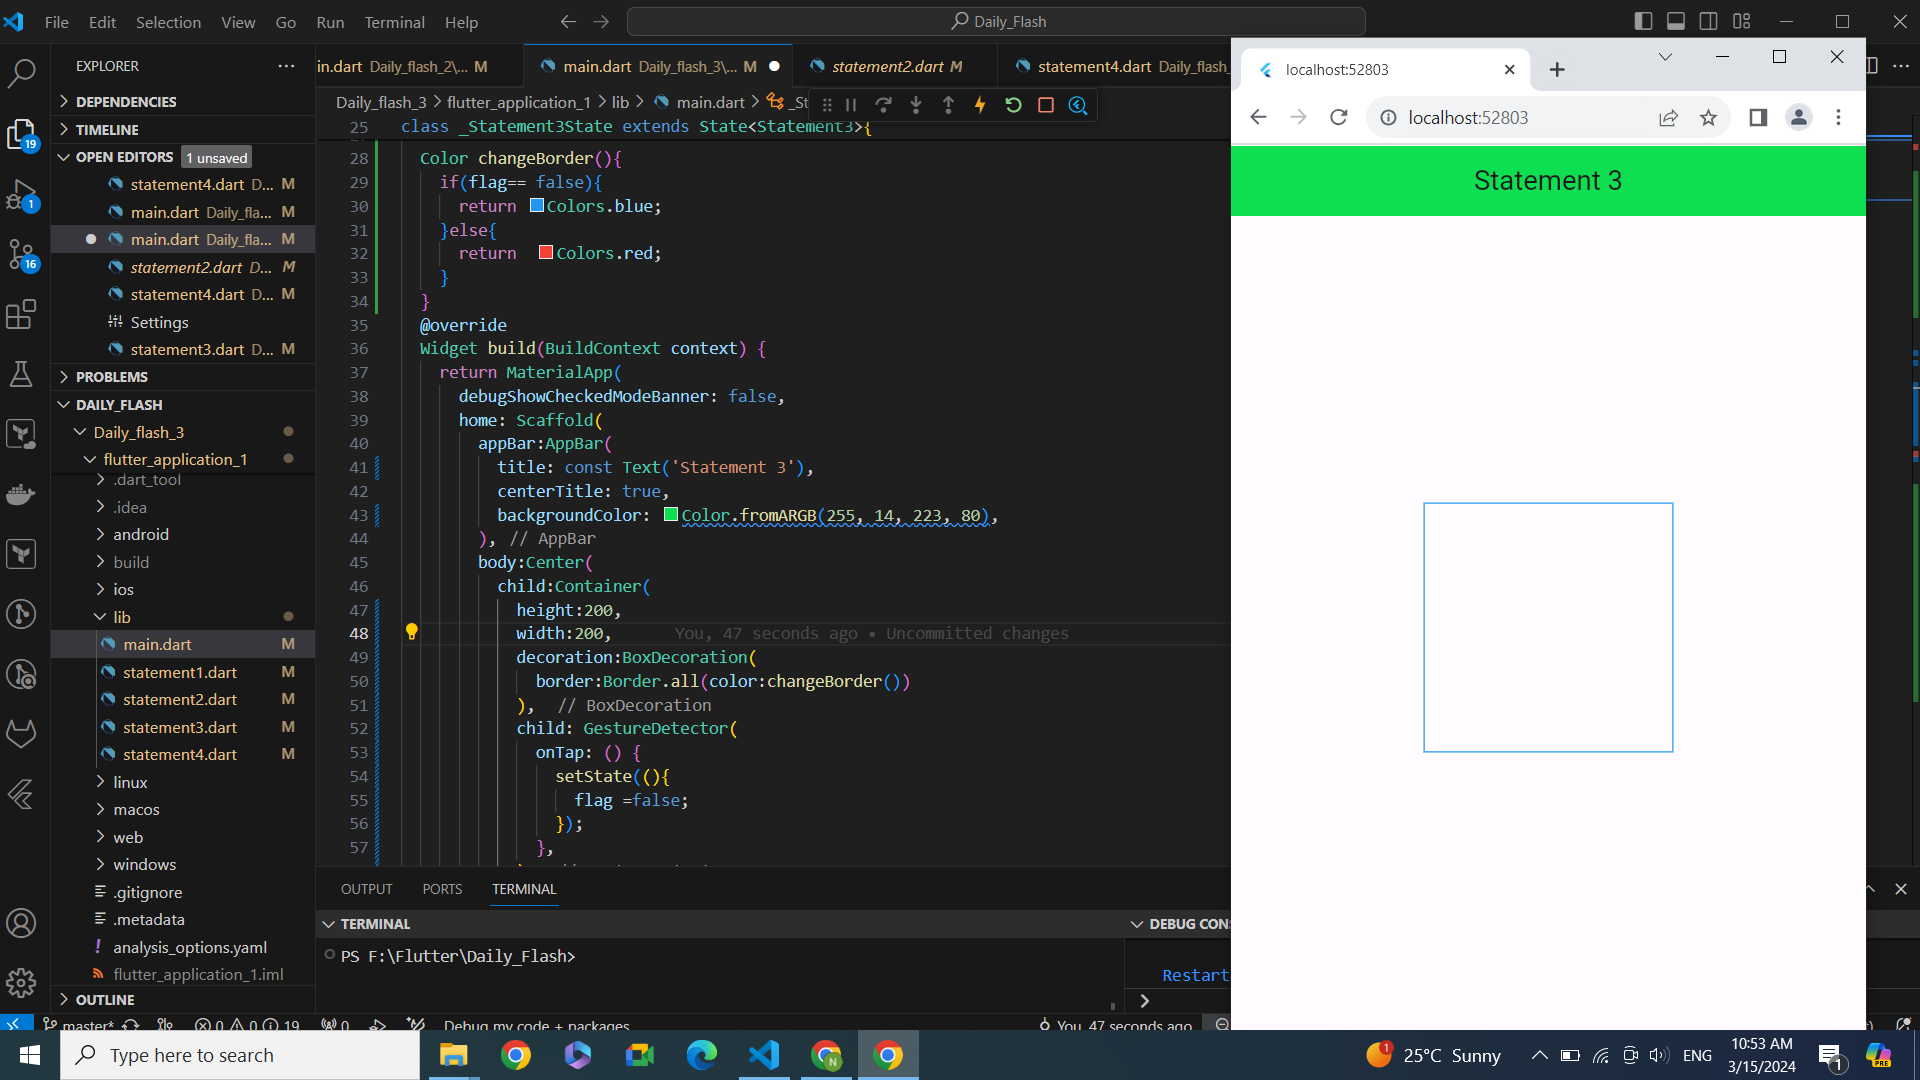 File Edit Selection View Go Run Terminal Help
Daily_Flash
EXPLORER
DEPENDENCIES
TIMELINE
OPEN EDITORS 1 unsaved
statement4.dart D... M
main.dart Daily_fla... M
main.dart Daily_fla... M
statement2.dart D... M
statement4.dart D... M
Settings
statement3.dart D... M
PROBLEMS
DAILY_FLASH
Daily_flash_3
flutter_application_1
.dart_tool
.idea
android
build
ios
lib
main.dart M
statement1.dart M
statement2.dart M
statement3.dart M
statement4.dart M
linux
macos
web
windows
.gitignore
.metadata
analysis_options.yaml
flutter_application_1.iml
OUTLINE
19
1
16
in.dart Daily_flash_2\... M
main.dart Daily_flash_3\... M
statement2.dart M
statement4.dart Daily_flash_
Daily_flash_3 > flutter_application_1 > lib > main.dart > _St
25 class _Statement3State extends State<Statement3>{
28 Color changeBorder(){
29 if(flag== false){
30 return Colors.blue;
31 }else{
32 return Colors.red;
33 }
34 }
35 @override
36 Widget build(BuildContext context) {
37 return MaterialApp(
38 debugShowCheckedModeBanner: false,
39 home: Scaffold(
40 appBar:AppBar(
41 title: const Text('Statement 3'),
42 centerTitle: true,
43 backgroundColor: Color.fromARGB(255, 14, 223, 80),
44 ), // AppBar
45 body:Center(
46 child:Container(
47 height:200,
48 width:200, You, 47 seconds ago • Uncommitted changes
49 decoration:BoxDecoration(
50 border:Border.all(color:changeBorder())
51 ), // BoxDecoration
52 child: GestureDetector(
53 onTap: () {
54 setState((){
55 flag =false;
56 });
57 },
OUTPUT PORTS TERMINAL
TERMINAL
PS F:\Flutter\Daily_Flash>
DEBUG CON
Restart
master* 0 0 19 0 Debug my code + packages
You, 47 seconds ago
localhost:52803
localhost:52803
Statement 3
Type here to search
1
25°C Sunny
ENG
10:53 AM
3/15/2024
1
PRE